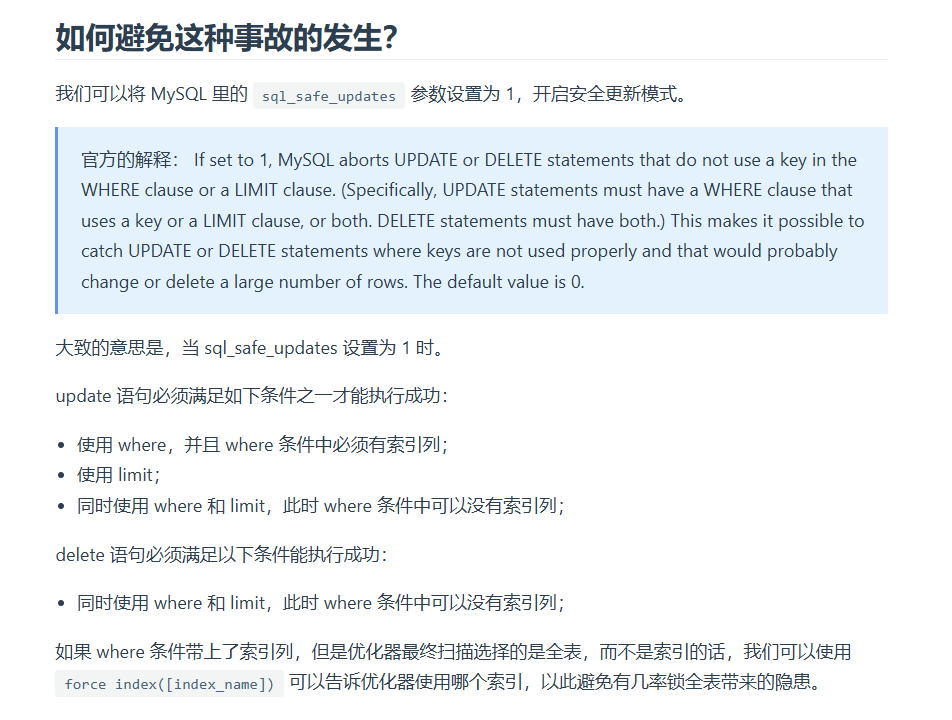 如何避免这种事故的发生?
我们可以将 MySQL 里的 sql_safe_updates 参数设置为 1，开启安全更新模式。
官方的解释： If set to 1, MySQL aborts UPDATE or DELETE statements that do not use a key in the
WHERE clause or a LIMIT clause. (Specifically, UPDATE statements must have a WHERE clause that
uses a key or a LIMIT clause, or both. DELETE statements must have both.) This makes it possible to
catch UPDATE or DELETE statements where keys are not used properly and that would probably
change or delete a large number of rows. The default value is 0.
大致的意思是，当 sql_safe_updates 设置为 1 时。
update 语句必须满足如下条件之一才能执行成功：
• 使用 where，并且 where 条件中必须有索引列；
• 使用 limit；
• 同时使用 where 和 limit，此时 where 条件中可以没有索引列；
delete 语句必须满足以下条件能执行成功：
• 同时使用 where 和 limit，此时 where 条件中可以没有索引列；
如果 where 条件带上了索引列，但是优化器最终扫描选择的是全表，而不是索引的话，我们可以使用
force index([index_name]) 可以告诉优化器使用哪个索引，以此避免有几率锁全表带来的隐患。